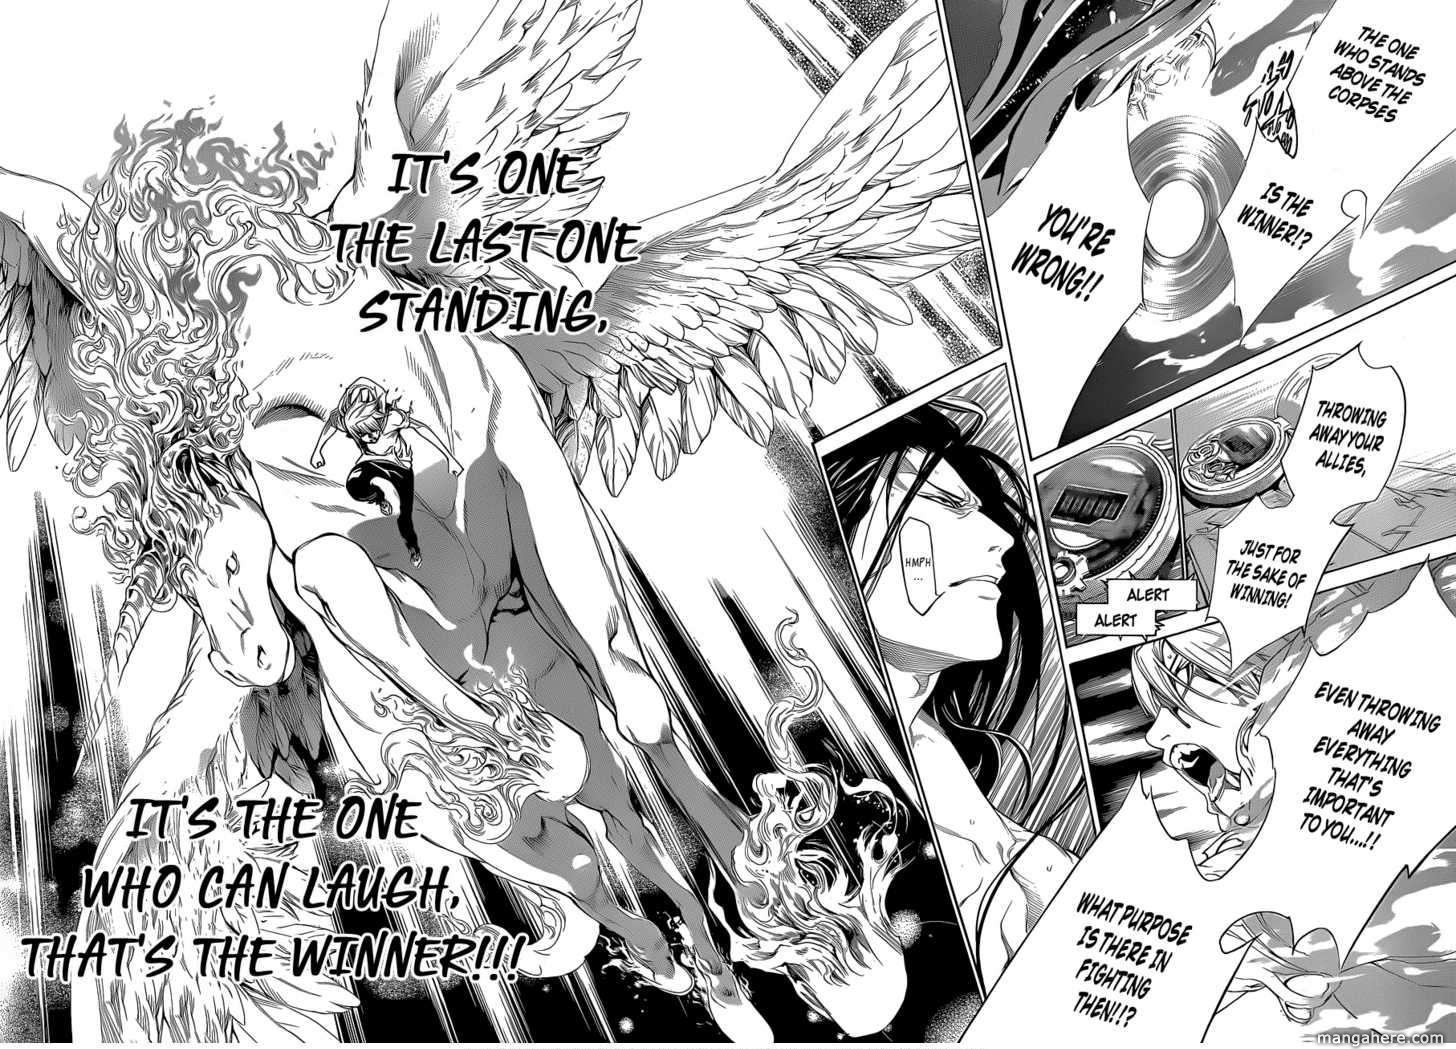 THE ONE
WHO STANDS
ABOVE THE
CORPSES
IS THE
WINNER!?
YOU'RE
WRONG!!
THROWING
AWAY YOUR
ALLIES,
JUST FOR
THE SAKE OF
WINNING!
ALERT
ALERT
HMPH
...
EVEN THROWING
AWAY
EVERYTHING
THAT'S
IMPORTANT
TO YOU...!!
WHAT PURPOSE
IS THERE IN
FIGHTING
THEN!!?
IT'S ONE
THE LAST ONE
STANDING,
IT'S THE ONE
WHO CAN LAUGH,
THAT'S THE WINNER!!!
mangahere.com